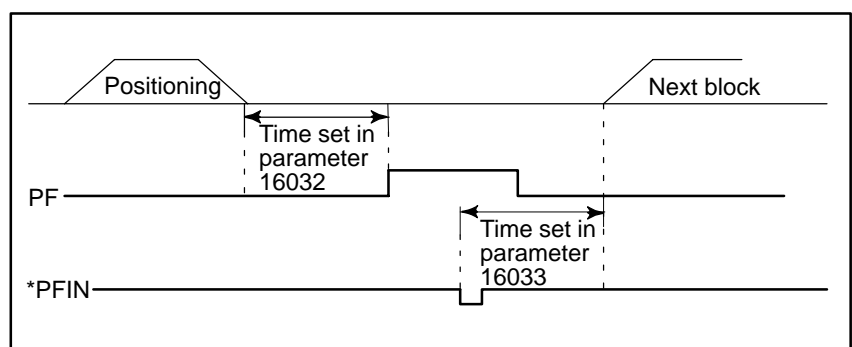 Positioning
Next block
Time set in
parameter
16032
PF
Time set in
parameter
16033
*PFIN